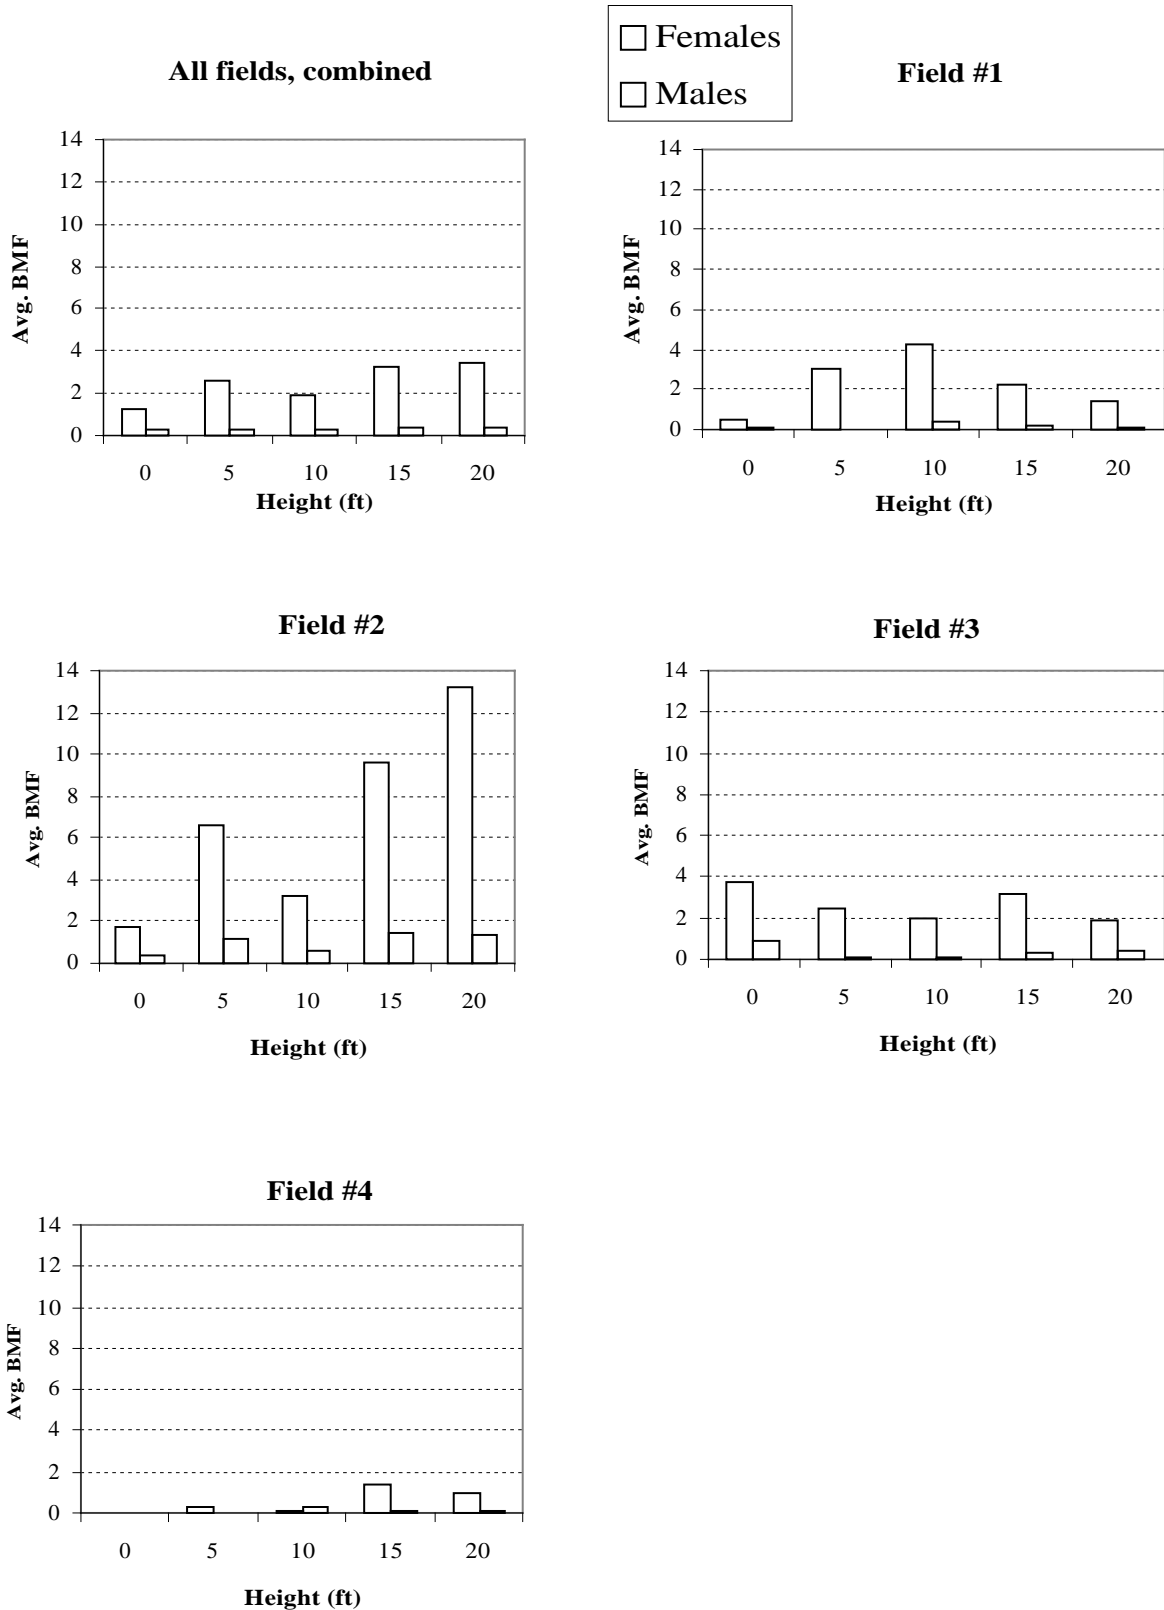 Females
Males
All fields, combined
14
12
10
8
6
4
2
0
Avg. BMF
0 5 10 15 20
Height (ft)
Field #1
14
12
10
8
6
4
2
0
Avg. BMF
0 5 10 15 20
Height (ft)
Field #2
14
12
10
8
6
4
2
0
Avg. BMF
0 5 10 15 20
Height (ft)
Field #3
14
12
10
8
6
4
2
0
Avg. BMF
0 5 10 15 20
Height (ft)
Field #4
14
12
10
8
6
4
2
0
Avg. BMF
0 5 10 15 20
Height (ft)